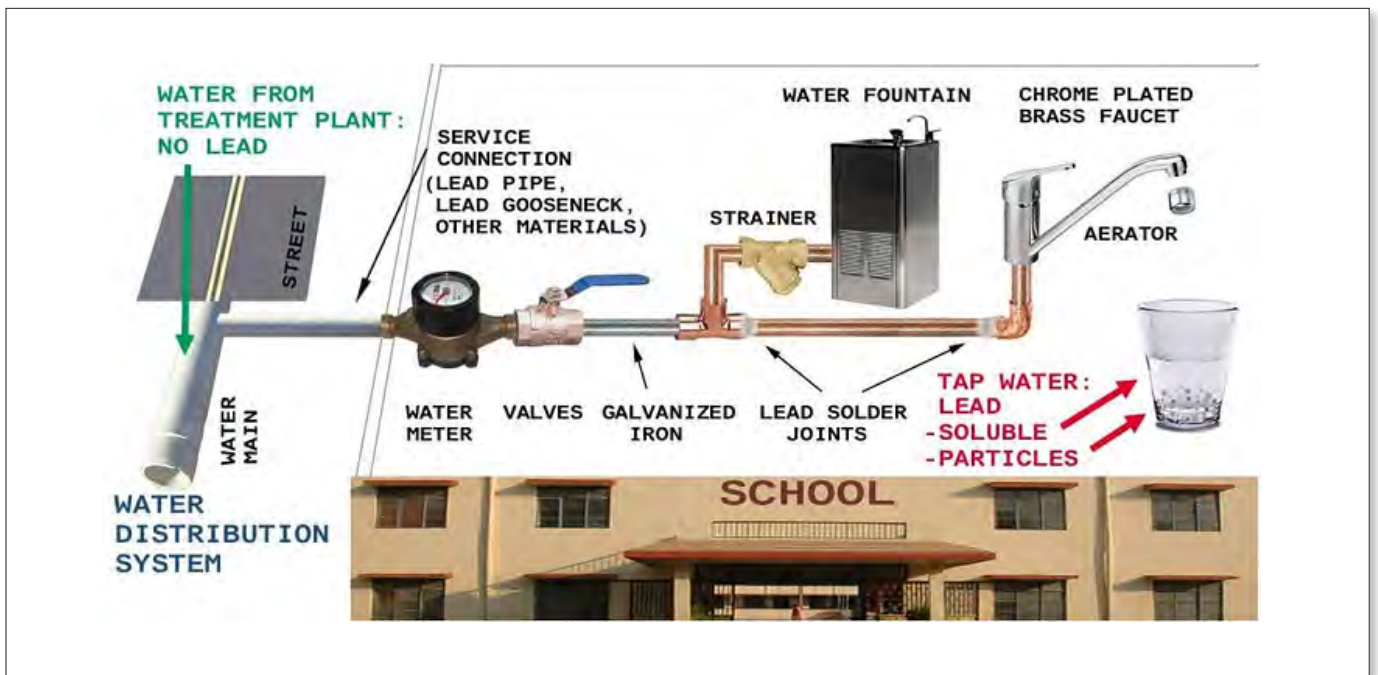 WATER FROM
TREATMENT PLANT:
NO LEAD
STREET
WATER
MAIN
WATER
DISTRIBUTION
SYSTEM
SERVICE
CONNECTION
(LEAD PIPE,
LEAD GOOSENECK,
OTHER MATERIALS)
WATER
METER
VALVES
GALVANIZED
IRON
STRAINER
LEAD SOLDER
JOINTS
WATER FOUNTAIN
CHROME PLATED
BRASS FAUCET
AERATOR
TAP WATER:
LEAD
-SOLUBLE
-PARTICLES
SCHOOL